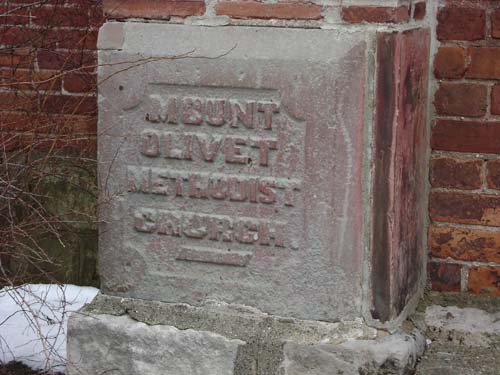 MOUNT
OLIVET
METHODIST
CHURCH.